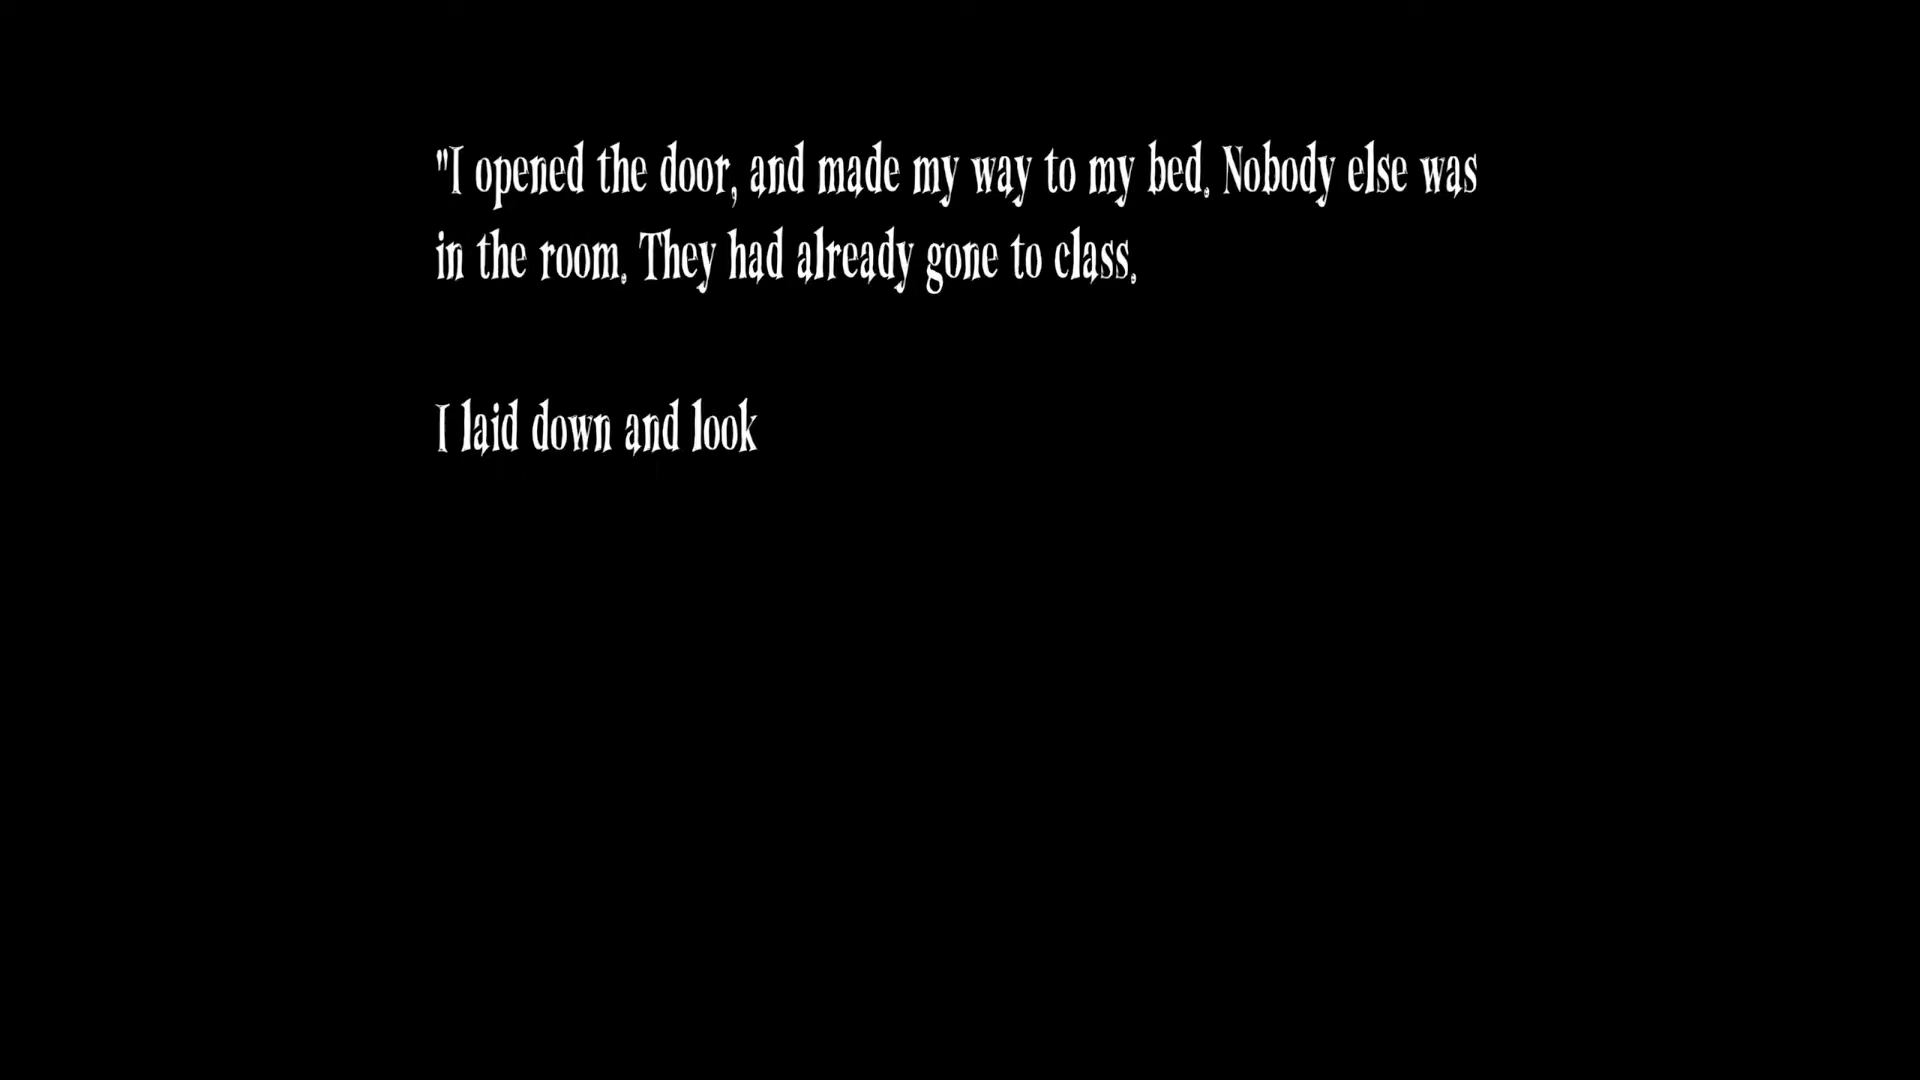 "I opened the door, and made my way to my bed. Nobody else was
in the room. They had already gone to class.
I laid down and look